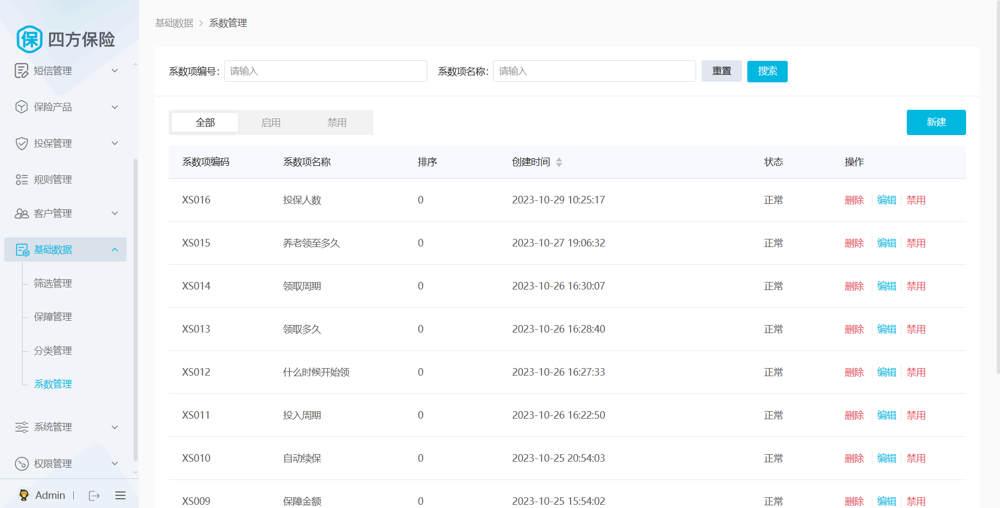 保 四方保险
短信管理
保险产品
投保管理
规则管理
客户管理
基础数据
筛选管理
保障管理
分类管理
系数管理
系统管理
权限管理
Admin
基础数据 > 系数管理
系数项编号: 请输入 系数项名称: 请输入 重置 搜索
全部 启用 禁用 新建
系数项编码 系数项名称 排序 创建时间 状态 操作
XS016 投保人数 0 2023-10-29 10:25:17 正常 删除 编辑 禁用
XS015 养老领至多久 0 2023-10-27 19:06:32 正常 删除 编辑 禁用
XS014 领取周期 0 2023-10-26 16:30:07 正常 删除 编辑 禁用
XS013 领取多久 0 2023-10-26 16:28:40 正常 删除 编辑 禁用
XS012 什么时候开始领 0 2023-10-26 16:27:33 正常 删除 编辑 禁用
XS011 投入周期 0 2023-10-26 16:22:50 正常 删除 编辑 禁用
XS010 自动续保 0 2023-10-25 20:54:03 正常 删除 编辑 禁用
XS009 保障金额 0 2023-10-25 15:54:02 正常 删除 编辑 禁用